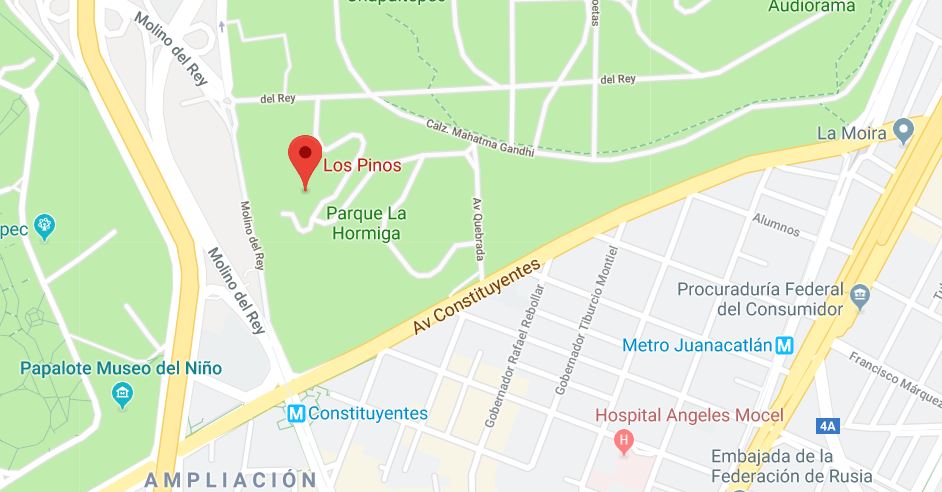 Chapultepec
Audiorama
Molino del Rey
del Rey
del Rey
Calz. Mahatma Gandhi
La Moira
Los Pinos
Parque La
Hormiga
Molino del Rey
Av Quebrada
Alumnos
pec
Molino del Rey
Av Constituyentes
Gobernador Rafael Rebollar
Gobernador Tiburcio Montiel
Procuraduría Federal
del Consumidor
Metro Juanacatlán M
Papalote Museo del Niño
Francisco Márquez
M Constituyentes
Hospital Angeles Mocel
H
4A
Embajada de la
Federación de Rusia
AMPLIACIÓN